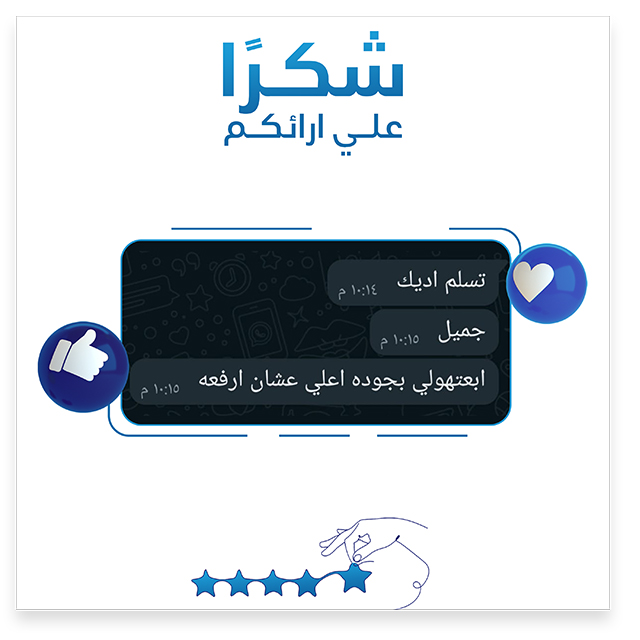 شكرًا
علي ارائكم
تسلم اديك ١٠:١٤ م
جميل ١٠:١٥ م
ابعتهولي بجوده اعلي عشان ارفعه ١٠:١٥ م